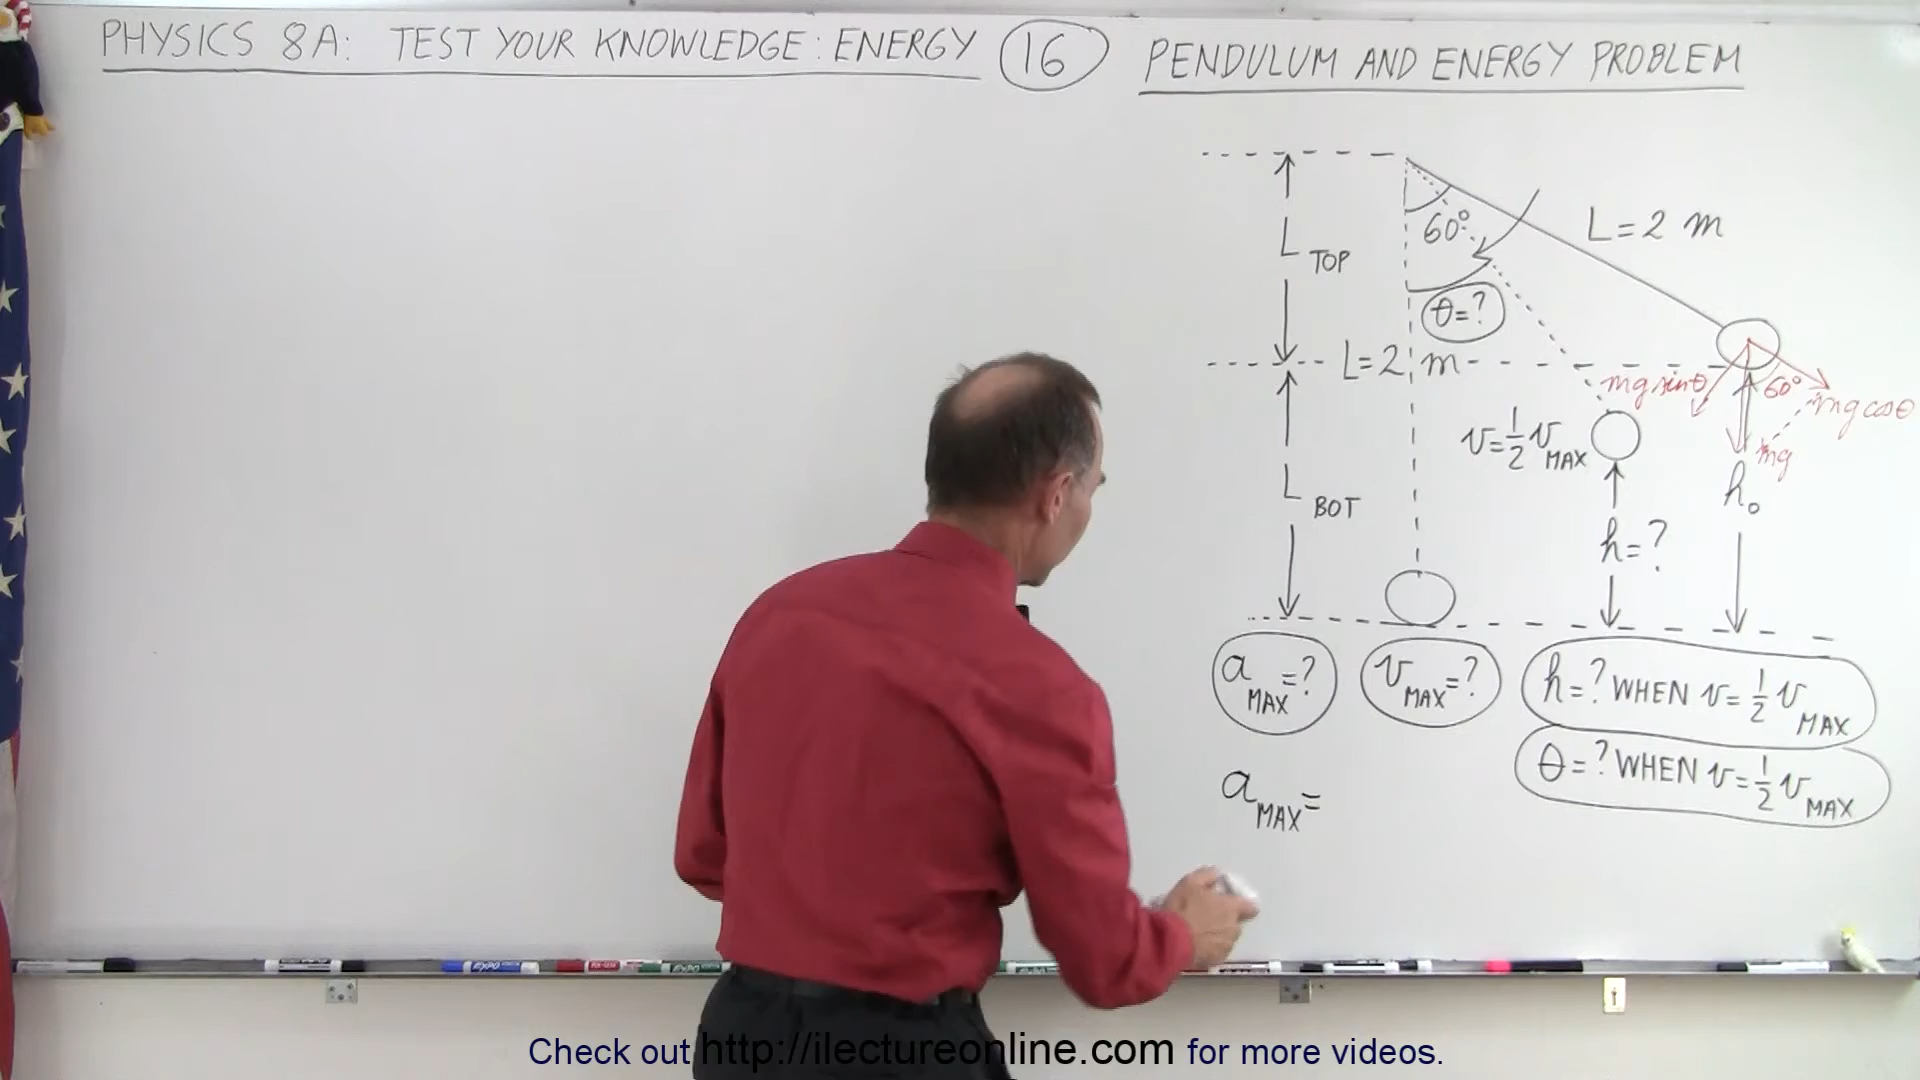 PHYSICS 8A: TEST YOUR KNOWLEDGE: ENERGY 16 PENDULUM AND ENERGY PROBLEM
60°
L = 2 m
L TOP
θ = ?
L = 2 m
mg sin θ
60°
mg cos θ
mg
v = 1/2 v MAX
L BOT
h₀
h = ?
a MAX = ?
v MAX = ?
h = ? WHEN v = 1/2 v MAX
θ = ? WHEN v = 1/2 v MAX
a MAX =
EXPO
EXPO
Check out http://ilectureonline.com for more videos.